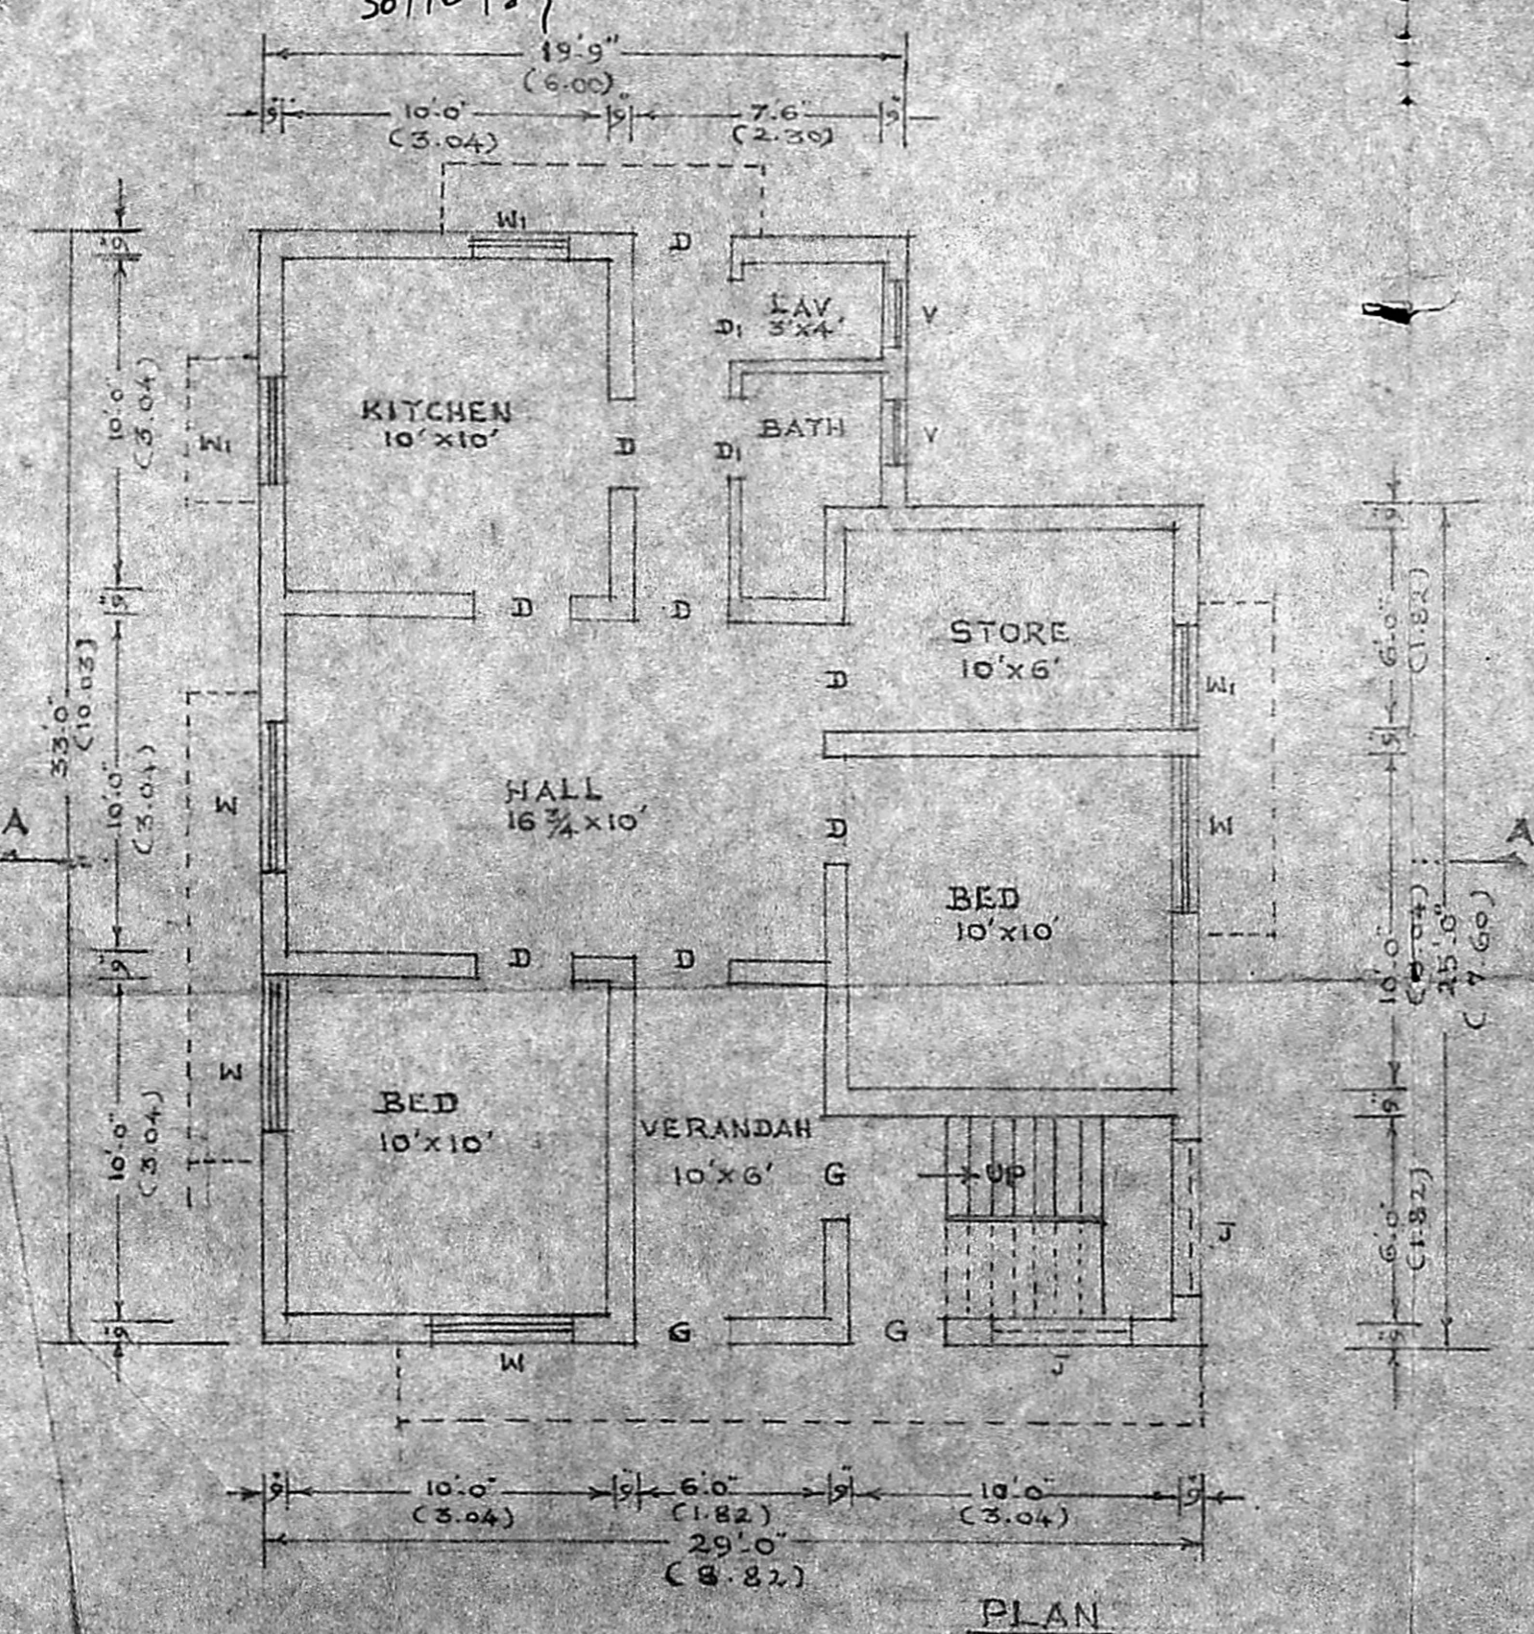 19'9"
(6.00)
9" 10'0" 9" 7'6" 9"
(3.04) (2.30)
W1
D
9"
LAV.
3'x4'
D1
V
10'0"
(3.04)
W1
KITCHEN
10'x10'
D
D1
BATH
V
9"
9"
D
D
STORE
10'x6'
W1
6'0"
(1.82)
D
33'0"
(10.03)
9"
10'0"
(3.04)
W
HALL
16 3/4 x10'
D
W
A
A
BED
10'x10'
10'0"
25'0"
(7.60)
9"
D
D
W
BED
10'x10'
VERANDAH
10'x6'
G
UP
9"
10'0"
(3.04)
J
6'0"
(1.82)
9"
G
G
9"
W
J
9" 10'0" 9" 6'0" 9" 10'0" 9"
(3.04) (1.82) (3.04)
29'-0"
(8.82)
PLAN